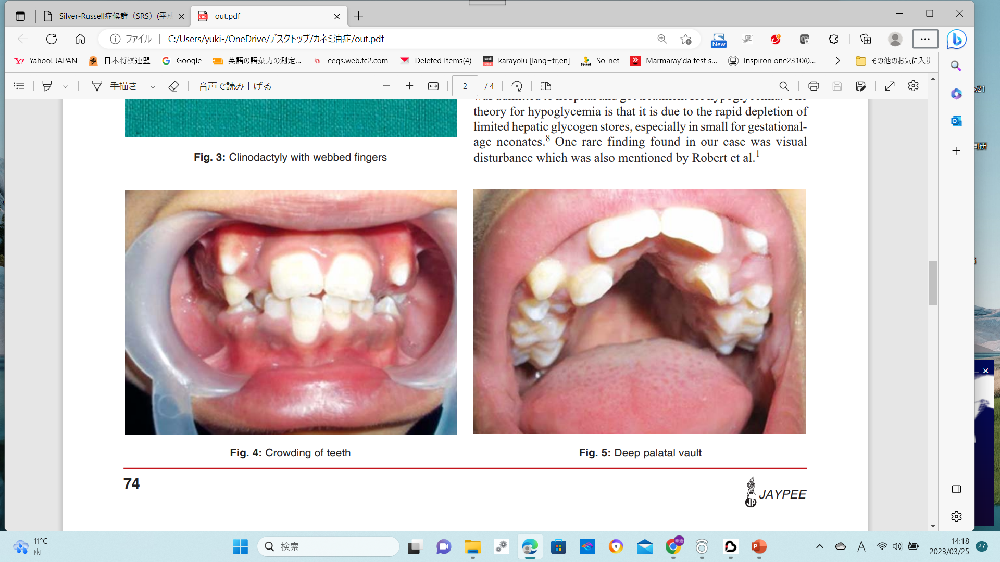 Silver-Russell症候群（SRS）(平成
out.pdf
ファイル
C:/Users/yuki-/OneDrive/デスクトップ/カネミ油症/out.pdf
New
Yahoo! JAPAN
日本将棋連盟
Google
英語の語彙力の測定...
eegs.web.fc2.com
Deleted Items(4)
karayolu [lang=tr,en]
So-net
Marmaray'da test s...
Inspiron one2310の...
その他のお気に入り
手描き
音声で読み上げる
2 / 4
theory for hypoglycemia is that it is due to the rapid depletion of
limited hepatic glycogen stores, especially in small for gestational-
age neonates.8 One rare finding found in our case was visual
disturbance which was also mentioned by Robert et al.1
Fig. 3: Clinodactyly with webbed fingers
Fig. 4: Crowding of teeth
Fig. 5: Deep palatal vault
74
JP
JAYPEE
x21
11°C
雨
検索
14:18
2023/03/25
27